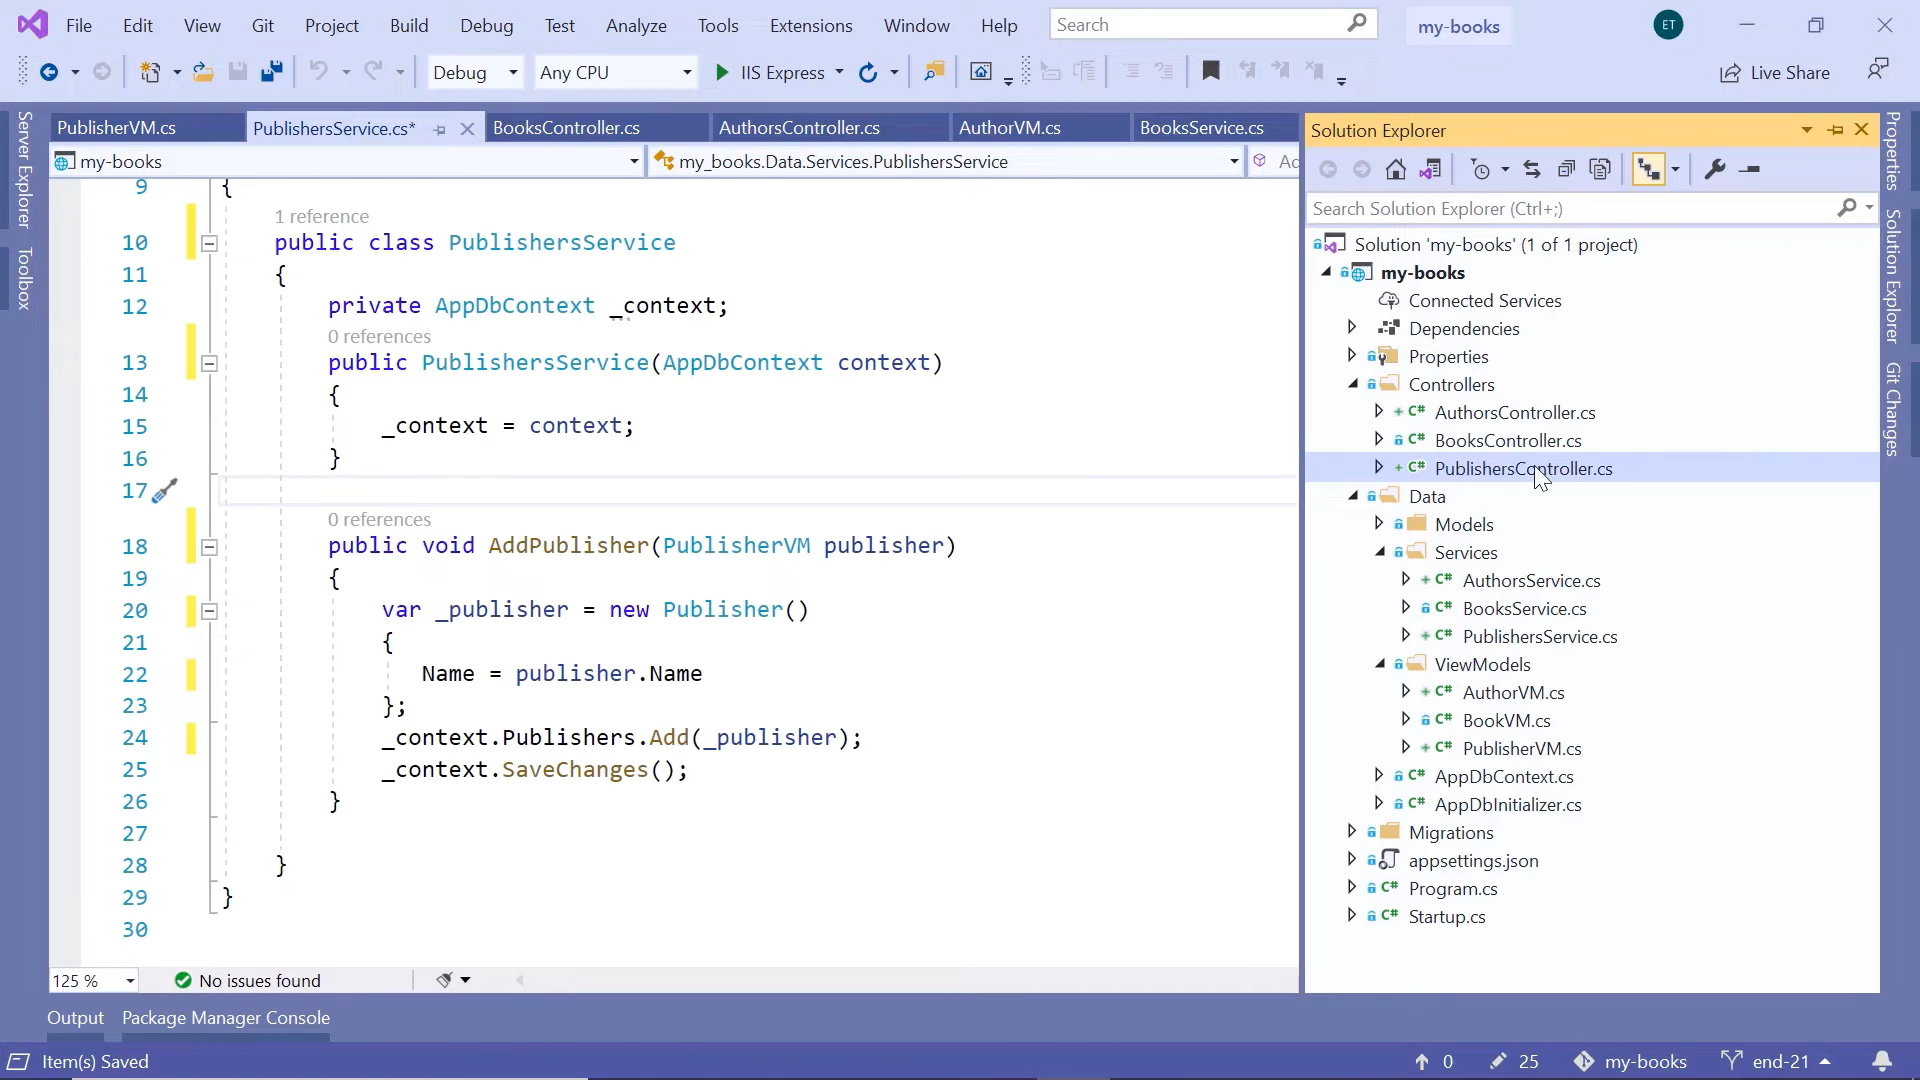 File Edit View Git Project Build Debug Test Analyze Tools Extensions Window Help Search my-books ET
Debug Any CPU IIS Express Live Share
PublisherVM.cs PublishersService.cs* BooksController.cs AuthorsController.cs AuthorVM.cs BooksService.cs
my-books my_books.Data.Services.PublishersService Ad
Server Explorer
Toolbox
9 {
1 reference
10 public class PublishersService
11 {
12 private AppDbContext _context;
0 references
13 public PublishersService(AppDbContext context)
14 {
15 _context = context;
16 }
17
0 references
18 public void AddPublisher(PublisherVM publisher)
19 {
20 var _publisher = new Publisher()
21 {
22 Name = publisher.Name
23 };
24 _context.Publishers.Add(_publisher);
25 _context.SaveChanges();
26 }
27
28 }
29 }
30
125 % No issues found
Solution Explorer
Search Solution Explorer (Ctrl+;)
Solution 'my-books' (1 of 1 project)
my-books
Connected Services
Dependencies
Properties
Controllers
C# AuthorsController.cs
C# BooksController.cs
C# PublishersController.cs
Data
Models
Services
C# AuthorsService.cs
C# BooksService.cs
C# PublishersService.cs
ViewModels
C# AuthorVM.cs
C# BookVM.cs
C# PublisherVM.cs
C# AppDbContext.cs
C# AppDbInitializer.cs
Migrations
appsettings.json
C# Program.cs
C# Startup.cs
Properties
Solution Explorer
Git Changes
Output Package Manager Console
Item(s) Saved 0 25 my-books end-21